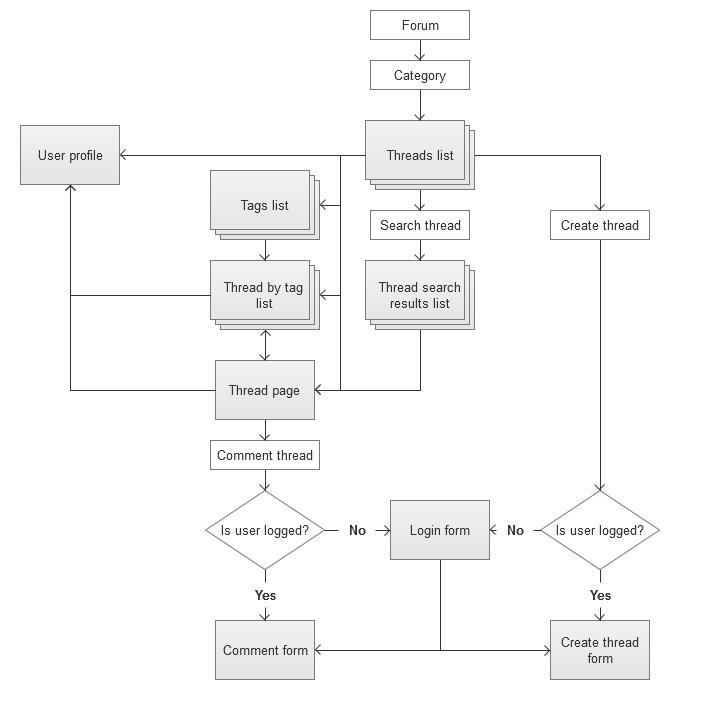 Forum
Category
User profile
Threads list
Tags list
Search thread
Create thread
Thread by tag
list
Thread search
results list
Thread page
Comment thread
Is user logged?
No
Login form
No
Is user logged?
Yes
Yes
Comment form
Create thread
form